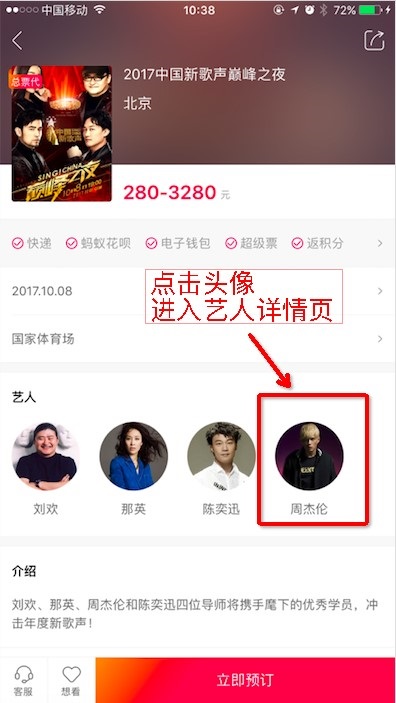 中国移动 10:38 72%
2017中国新歌声巅峰之夜
总票代
北京
中国新歌声
SING!CHINA
巅峰之夜
280-3280 元
快递 蚂蚁花呗 电子钱包 超级票 返积分
点击头像
2017.10.08
进入艺人详情页
国家体育场
艺人
刘欢 那英 陈奕迅 周杰伦
介绍
刘欢、那英、周杰伦和陈奕迅四位导师将携手麾下的优秀学员，冲
击年度新歌声！
客服 想看 立即预订